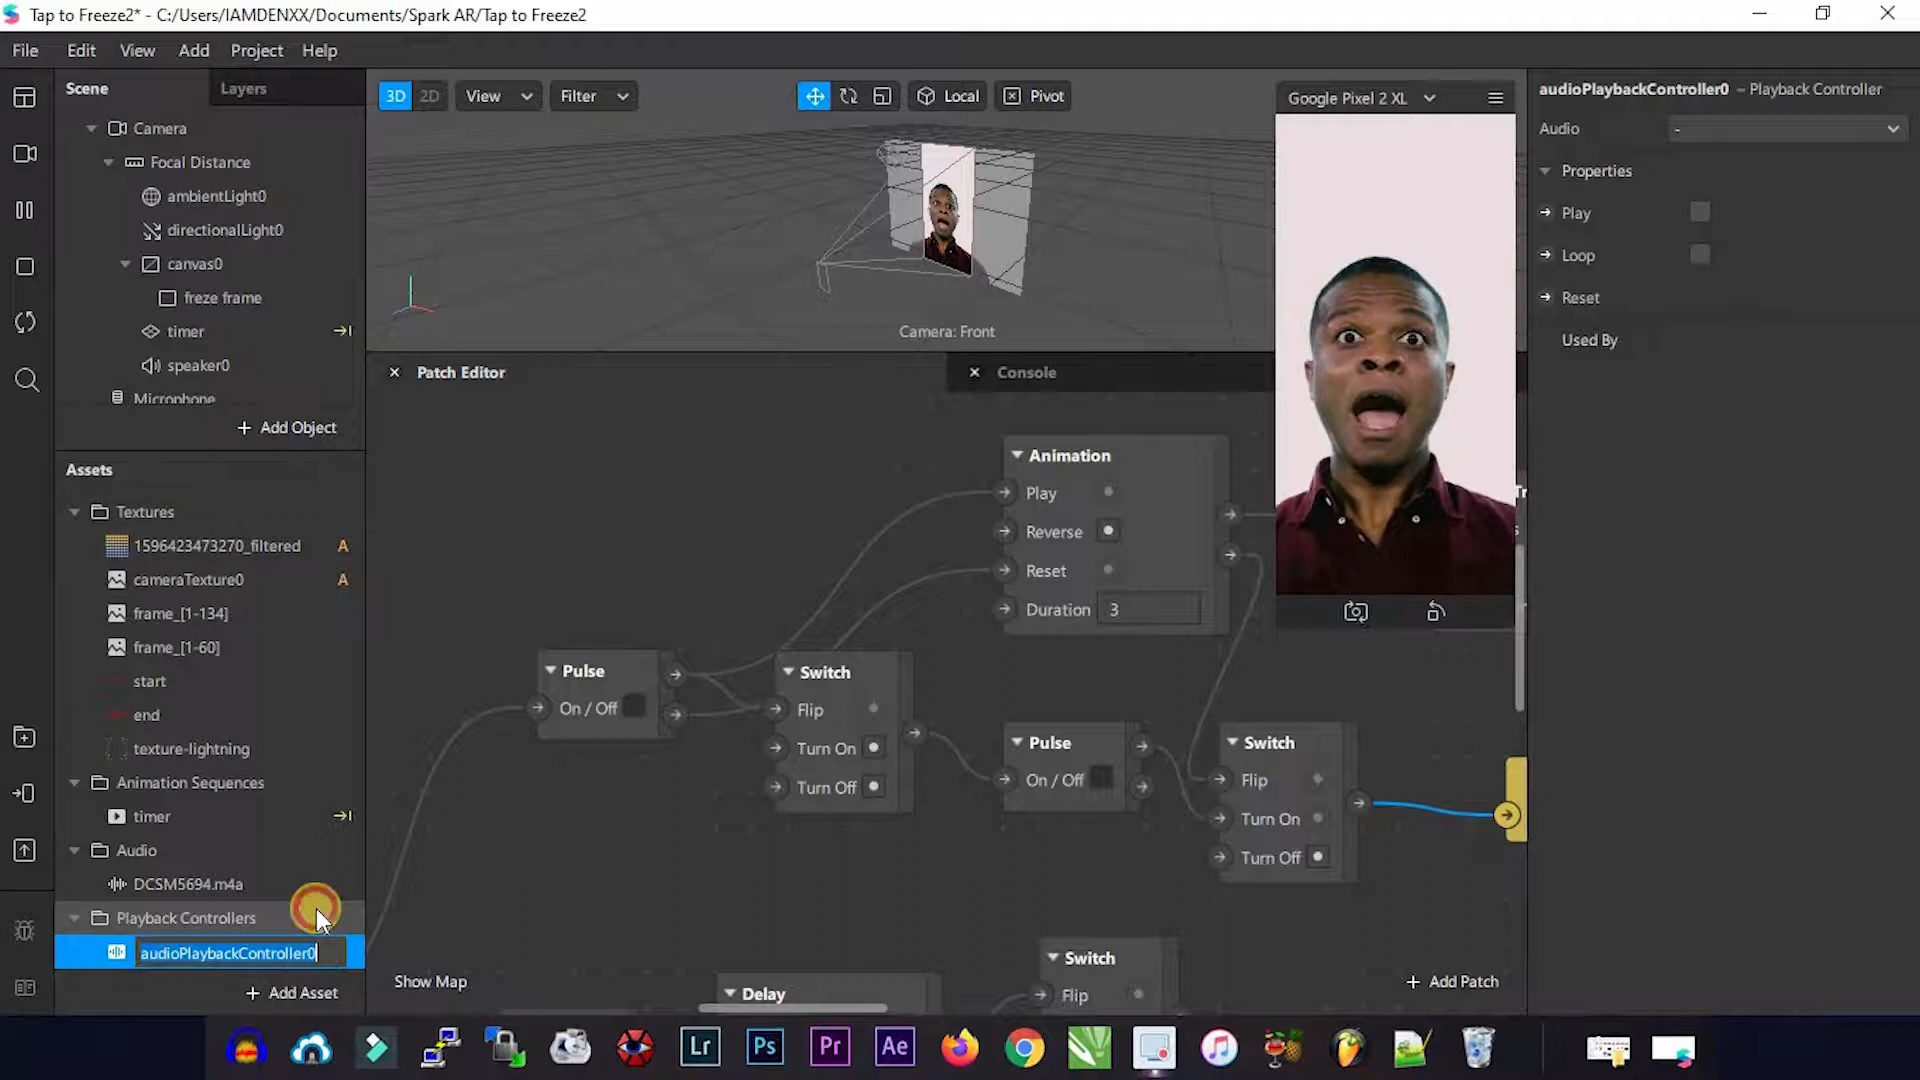 Tap to Freeze2* - C:/Users/IAMDENXX/Documents/Spark AR/Tap to Freeze2
File Edit View Add Project Help
Scene Layers
Camera
Focal Distance
ambientLight0
directionalLight0
canvas0
freze frame
timer
speaker0
Microphone
+ Add Object
Assets
Textures
1596423473270_filtered A
cameraTexture0 A
frame_[1-134]
frame_[1-60]
start
end
texture-lightning
Animation Sequences
timer
Audio
DCSM5694.m4a
Playback Controllers
audioPlaybackController0
+ Add Asset
3D 2D View Filter Local Pivot
Camera: Front
Google Pixel 2 XL
Patch Editor
Console
Animation
Play
Reverse
Reset
Duration 3
Pulse
On / Off
Switch
Flip
Turn On
Turn Off
Pulse
On / Off
Switch
Flip
Turn On
Turn Off
Switch
Flip
Delay
Show Map
+ Add Patch
audioPlaybackController0 – Playback Controller
Audio -
Properties
Play
Loop
Reset
Used By
Lr Ps Pr Ae